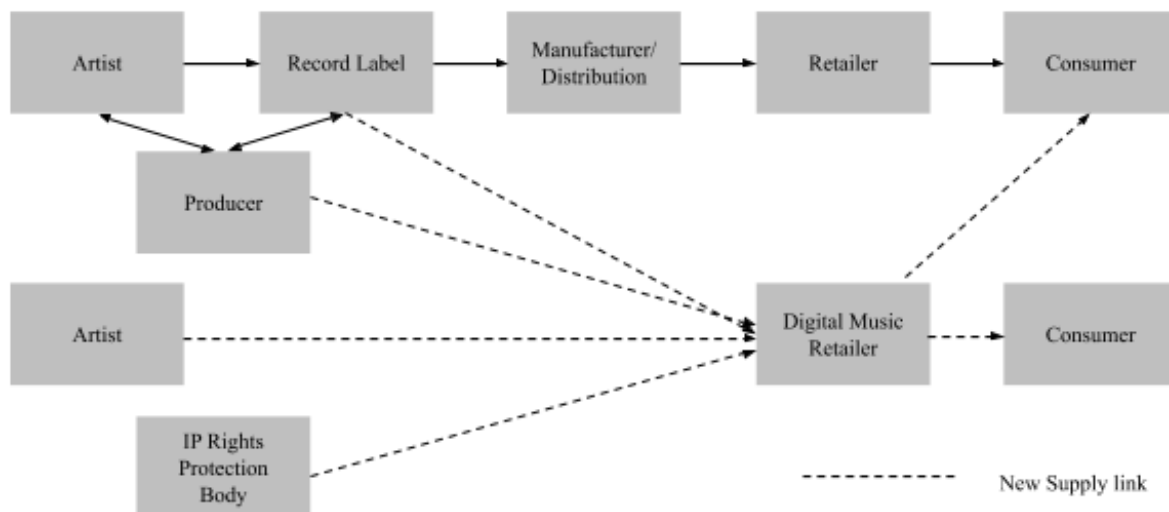 Artist
Record Label
Manufacturer/
Distribution
Retailer
Consumer
Producer
Artist
Digital Music
Retailer
Consumer
IP Rights
Protection
Body
New Supply link